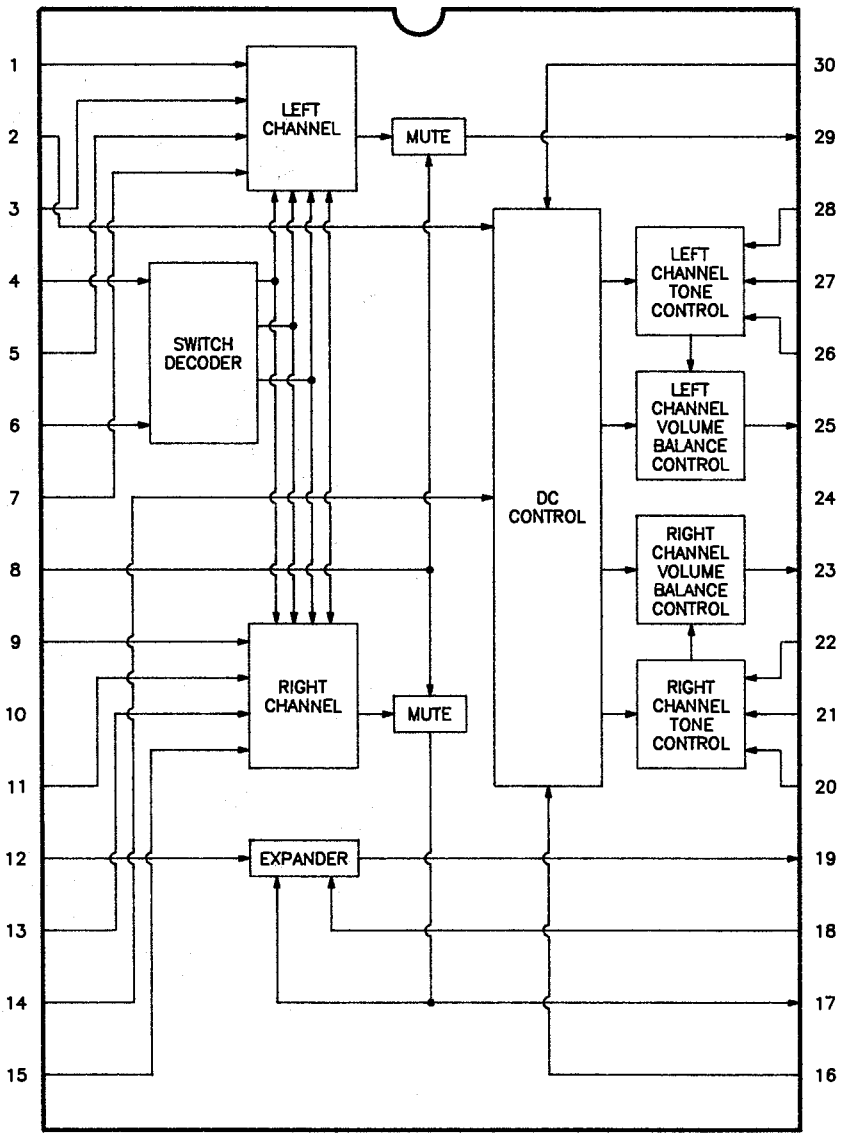 1
30
LEFT
CHANNEL
2
MUTE
29
3
28
4
LEFT
CHANNEL
TONE
CONTROL
27
SWITCH
DECODER
5
26
6
LEFT
CHANNEL
VOLUME
BALANCE
CONTROL
25
7
DC
CONTROL
24
8
RIGHT
CHANNEL
VOLUME
BALANCE
CONTROL
23
9
22
RIGHT
CHANNEL
10
MUTE
RIGHT
CHANNEL
TONE
CONTROL
21
11
20
12
EXPANDER
19
13
18
14
17
15
16